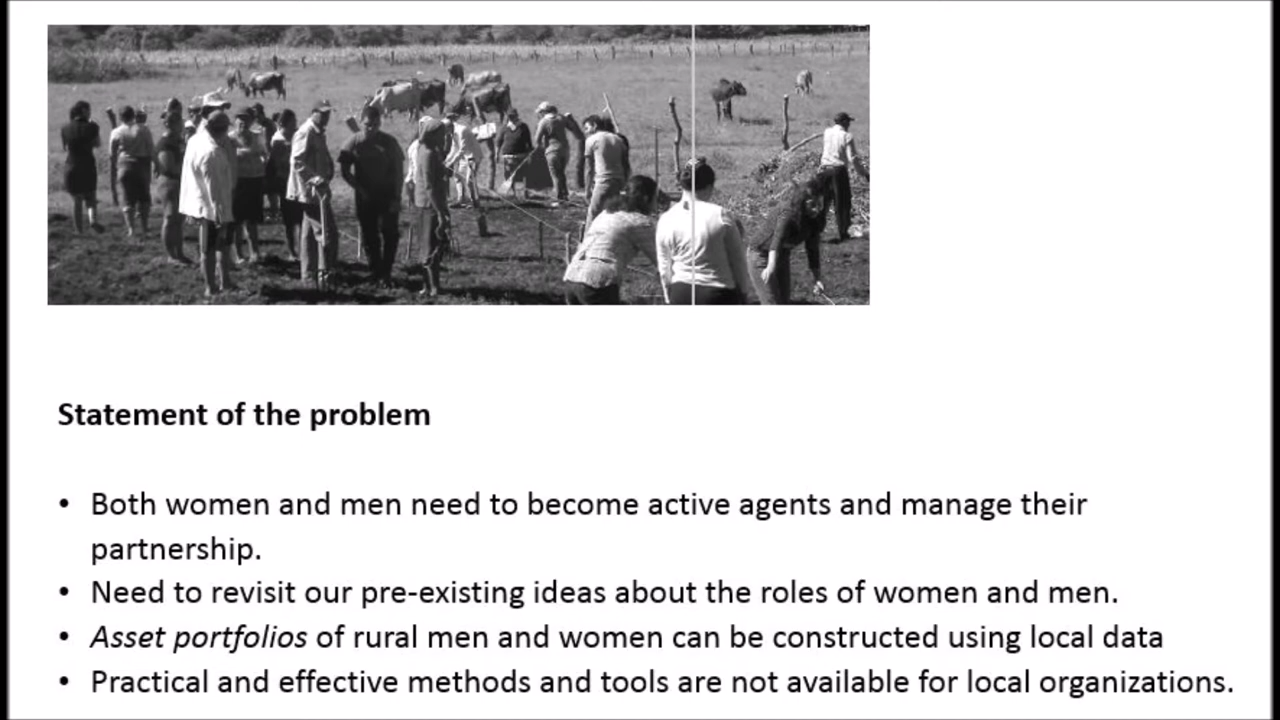 Statement of the problem
• Both women and men need to become active agents and manage their
partnership.
• Need to revisit our pre-existing ideas about the roles of women and men.
• Asset portfolios of rural men and women can be constructed using local data
• Practical and effective methods and tools are not available for local organizations.